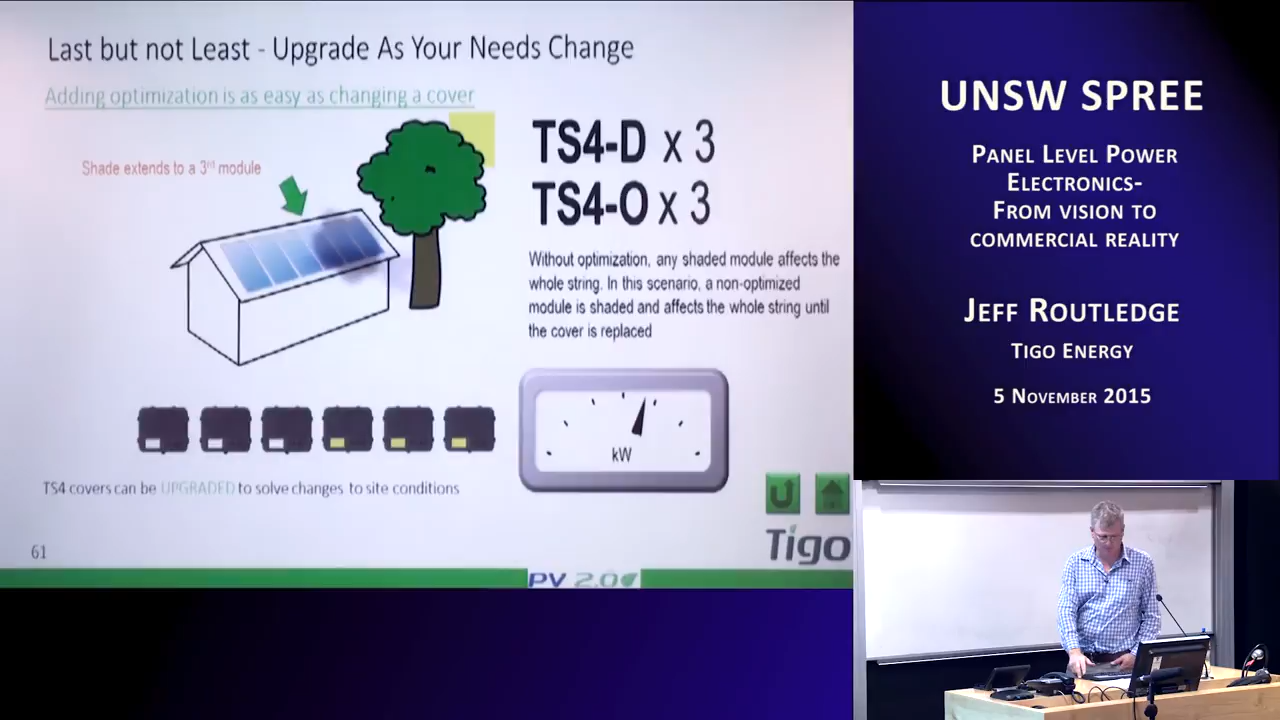 Last but not Least - Upgrade As Your Needs Change
Adding optimization is as easy as changing a cover
Shade extends to a 3rd module
TS4-D x 3
TS4-O x 3
Without optimization, any shaded module affects the
whole string. In this scenario, a non-optimized
module is shaded and affects the whole string until
the cover is replaced
kW
TS4 covers can be UPGRADED to solve changes to site conditions
61
Tigo
PV 2.0
UNSW SPREE
PANEL LEVEL POWER
ELECTRONICS-
FROM VISION TO
COMMERCIAL REALITY
JEFF ROUTLEDGE
TIGO ENERGY
5 NOVEMBER 2015